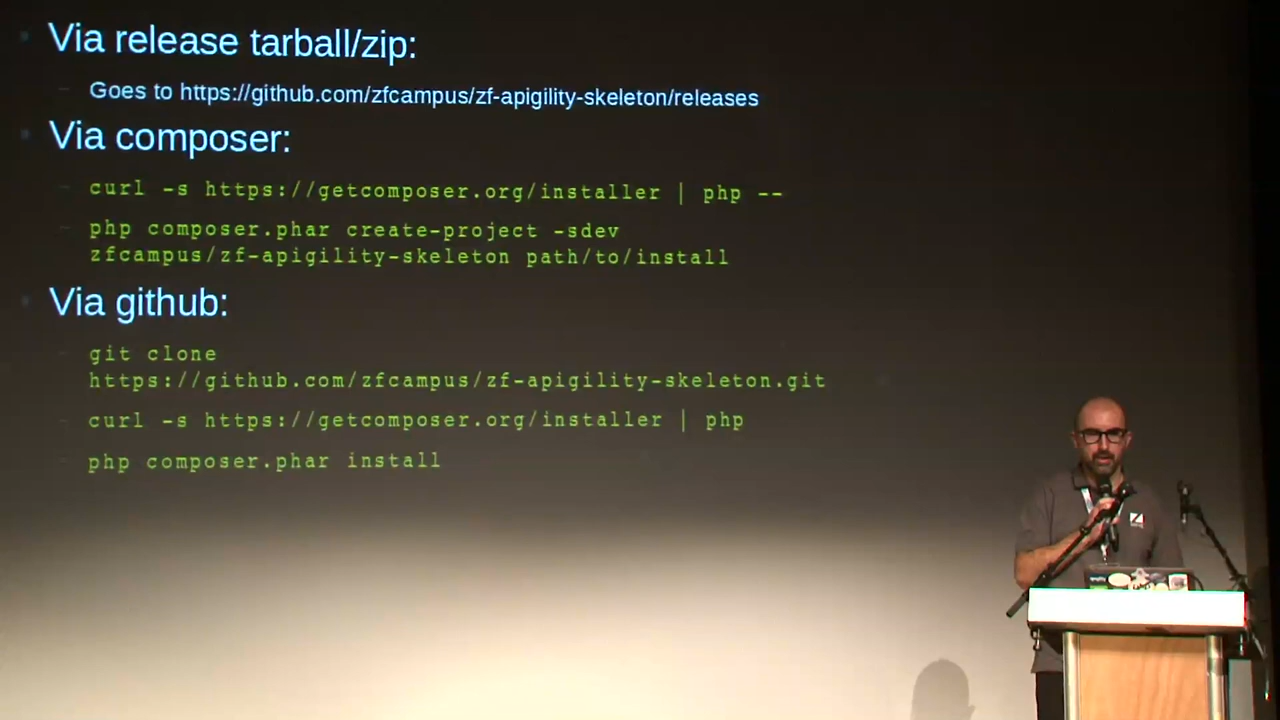 Via release tarball/zip:
Goes to https://github.com/zfcampus/zf-apigility-skeleton/releases
Via composer:
curl -s https://getcomposer.org/installer | php --
php composer.phar create-project -sdev
zfcampus/zf-apigility-skeleton path/to/install
Via github:
git clone
https://github.com/zfcampus/zf-apigility-skeleton.git
curl -s https://getcomposer.org/installer | php
php composer.phar install